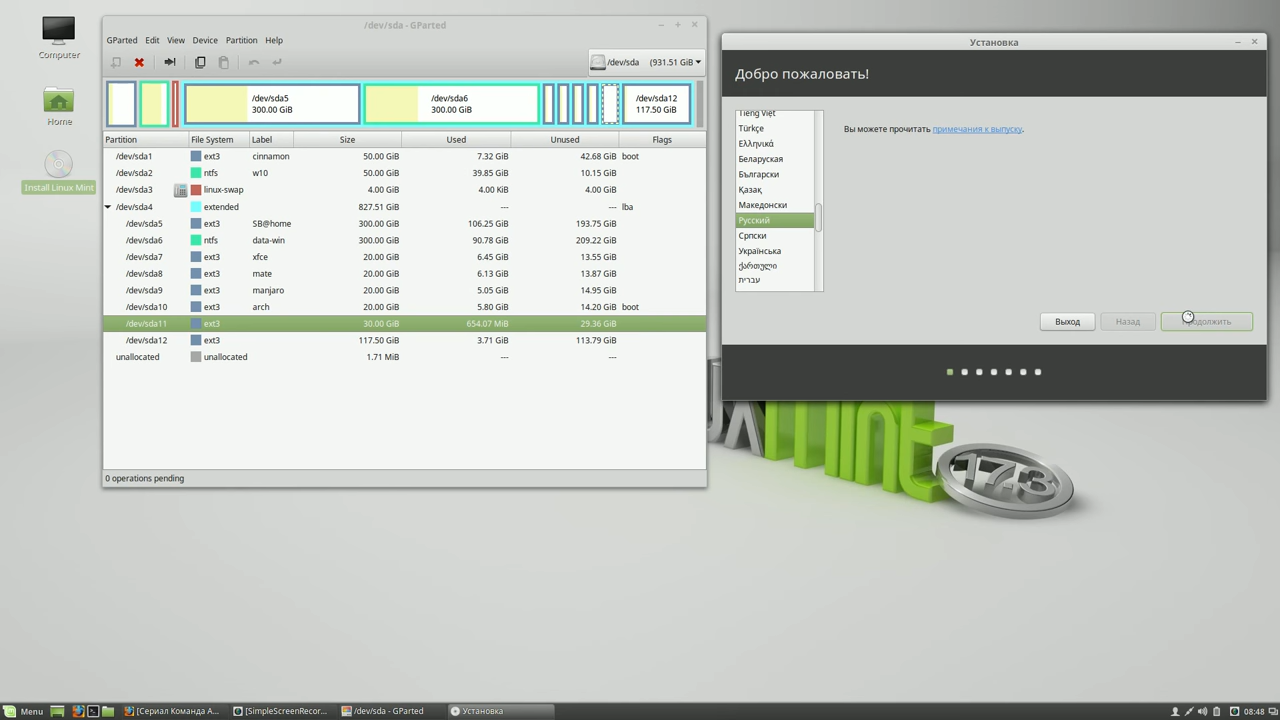 Computer
Home
Install Linux Mint
/dev/sda - GParted
GParted Edit View Device Partition Help
/dev/sda (931.51 GiB)
/dev/sda5
300.00 GiB
/dev/sda6
300.00 GiB
/dev/sda12
117.50 GiB
Partition File System Label Size Used Unused Flags
/dev/sda1 ext3 cinnamon 50.00 GiB 7.32 GiB 42.68 GiB boot
/dev/sda2 ntfs w10 50.00 GiB 39.85 GiB 10.15 GiB
/dev/sda3 linux-swap 4.00 GiB 4.00 KiB 4.00 GiB
/dev/sda4 extended 827.51 GiB --- --- lba
/dev/sda5 ext3 SB@home 300.00 GiB 106.25 GiB 193.75 GiB
/dev/sda6 ntfs data-win 300.00 GiB 90.78 GiB 209.22 GiB
/dev/sda7 ext3 xfce 20.00 GiB 6.45 GiB 13.55 GiB
/dev/sda8 ext3 mate 20.00 GiB 6.13 GiB 13.87 GiB
/dev/sda9 ext3 manjaro 20.00 GiB 5.05 GiB 14.95 GiB
/dev/sda10 ext3 arch 20.00 GiB 5.80 GiB 14.20 GiB boot
/dev/sda11 ext3 30.00 GiB 654.07 MiB 29.36 GiB
/dev/sda12 ext3 117.50 GiB 3.71 GiB 113.79 GiB
unallocated unallocated 1.71 MiB --- ---
0 operations pending
Установка
Добро пожаловать!
Tiếng Việt
Türkçe
Ελληνικά
Беларуская
Български
Қазақ
Македонски
Русский
Српски
Українська
ქართული
עברית
Вы можете прочитать примечания к выпуску.
Выход Назад Продолжить
mint
17.3
Menu [Сериал Команда А... [SimpleScreenRecor... /dev/sda - GParted Установка 08:48